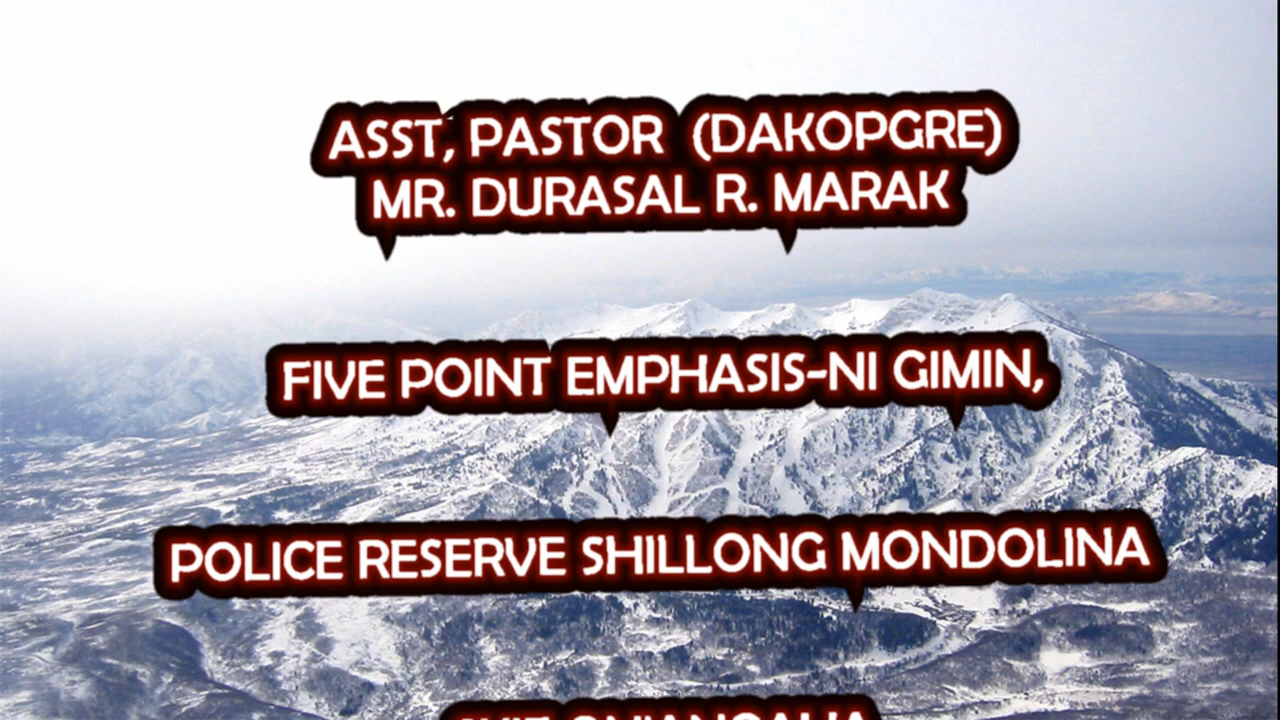 ASST, PASTOR (DAKOPGRE)
MR. DURASAL R. MARAK
FIVE POINT EMPHASIS-NI GIMIN,
POLICE RESERVE SHILLONG MONDOLINA